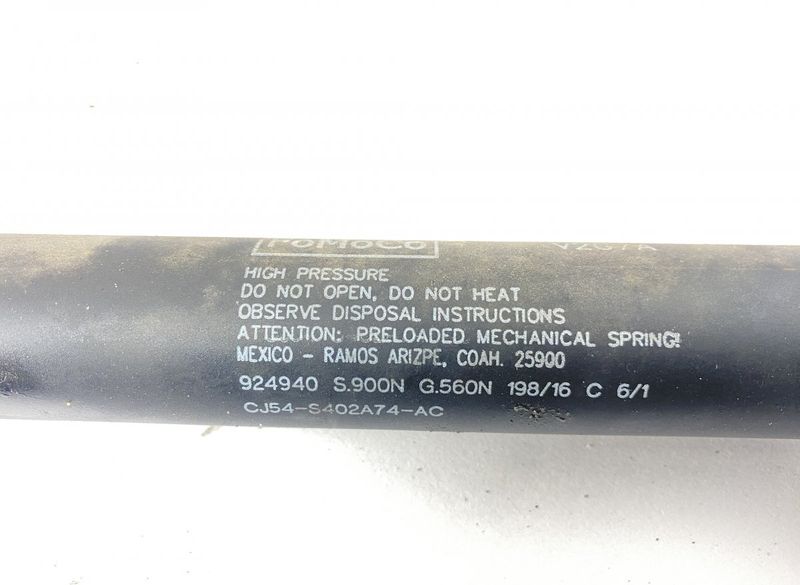 FoMoCo
HIGH PRESSURE
DO NOT OPEN, DO NOT HEAT
OBSERVE DISPOSAL INSTRUCTIONS
ATTENTION: PRELOADED MECHANICAL SPRING!
MEXICO - RAMOS ARIZPE, COAH. 25900
924940 S.900N G.560N 198/16 C 6/1
CJ54-S402A74-AC